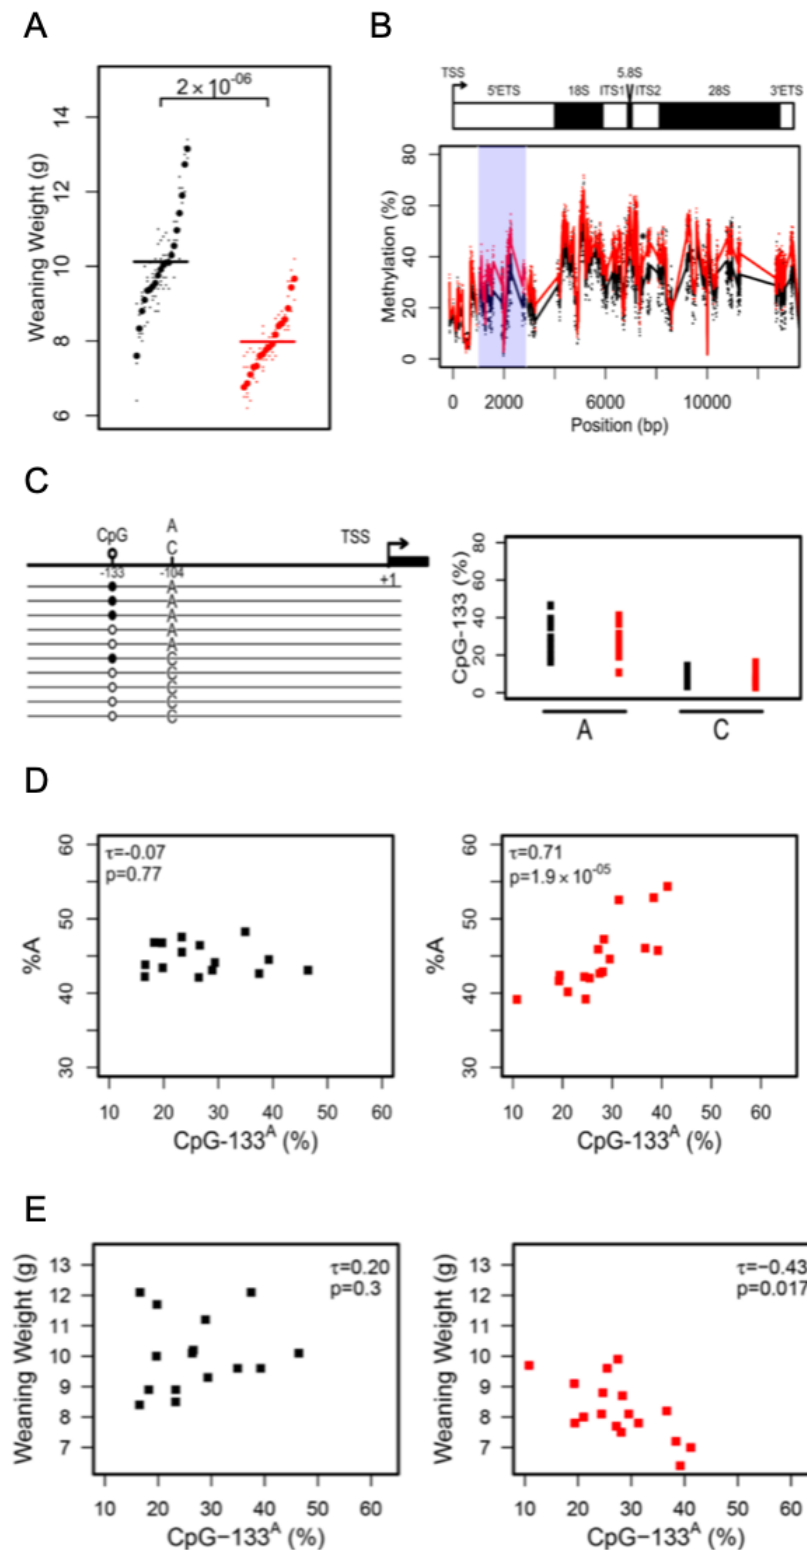 A
2 × 10⁻⁰⁶
Weaning Weight (g)
14
12
10
8
6
B
5.8S
TSS
5'ETS
18S
ITS1
ITS2
28S
3'ETS
Methylation (%)
80
60
40
20
0
0
2000
6000
10000
Position (bp)
C
A
CpG
C
TSS
-133
-104
+1
A
A
A
A
A
C
C
C
C
C
CpG-133 (%)
80
60
40
20
0
A
C
D
τ=-0.07
p=0.77
%A
60
50
40
30
10 20 30 40 50 60
CpG-133ᴬ (%)
τ=0.71
p=1.9 × 10⁻⁰⁵
%A
60
50
40
30
10 20 30 40 50 60
CpG-133ᴬ (%)
E
τ=0.20
p=0.3
Weaning Weight (g)
13
12
11
10
9
8
7
10 20 30 40 50 60
CpG−133ᴬ (%)
τ=−0.43
p=0.017
Weaning Weight (g)
13
12
11
10
9
8
7
10 20 30 40 50 60
CpG−133ᴬ (%)